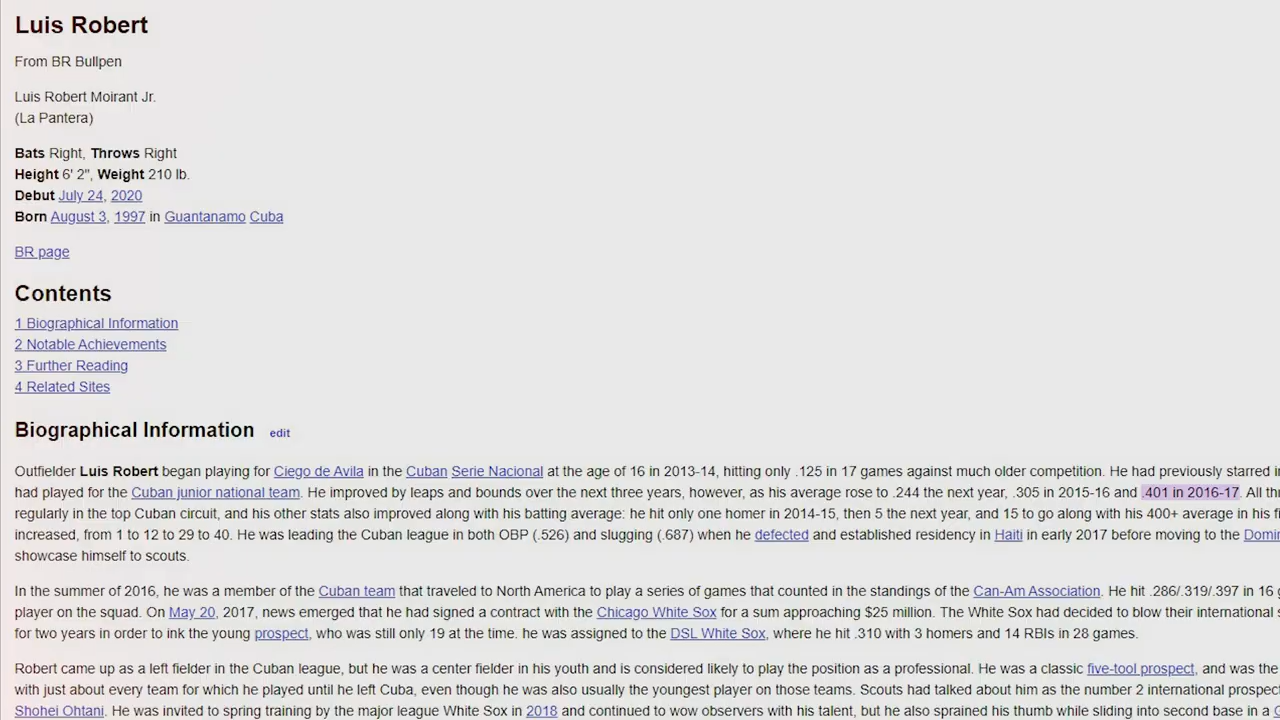 Luis Robert
From BR Bullpen
Luis Robert Moirant Jr.
(La Pantera)
Bats Right, Throws Right
Height 6' 2", Weight 210 lb.
Debut July 24, 2020
Born August 3, 1997 in Guantanamo Cuba
BR page
Contents
1 Biographical Information
2 Notable Achievements
3 Further Reading
4 Related Sites
Biographical Information edit
Outfielder Luis Robert began playing for Ciego de Avila in the Cuban Serie Nacional at the age of 16 in 2013-14, hitting only .125 in 17 games against much older competition. He had previously starred
had played for the Cuban junior national team. He improved by leaps and bounds over the next three years, however, as his average rose to .244 the next year, .305 in 2015-16 and .401 in 2016-17. All
regularly in the top Cuban circuit, and his other stats also improved along with his batting average: he hit only one homer in 2014-15, then 5 the next year, and 15 to go along with his 400+ average in his
increased, from 1 to 12 to 29 to 40. He was leading the Cuban league in both OBP (.526) and slugging (.687) when he defected and established residency in Haiti in early 2017 before moving to the
showcase himself to scouts.
In the summer of 2016, he was a member of the Cuban team that traveled to North America to play a series of games that counted in the standings of the Can-Am Association. He hit .286/.319/.397 in 16
player on the squad. On May 20, 2017, news emerged that he had signed a contract with the Chicago White Sox for a sum approaching $25 million. The White Sox had decided to blow their international
for two years in order to ink the young prospect, who was still only 19 at the time. he was assigned to the DSL White Sox, where he hit .310 with 3 homers and 14 RBIs in 28 games.
Robert came up as a left fielder in the Cuban league, but he was a center fielder in his youth and is considered likely to play the position as a professional. He was a classic five-tool prospect, and was the
with just about every team for which he played until he left Cuba, even though he was also usually the youngest player on those teams. Scouts had talked about him as the number 2 international prospect
Shohei Ohtani. He was invited to spring training by the major league White Sox in 2018 and continued to wow observers with his talent, but he also sprained his thumb while sliding into second base in a